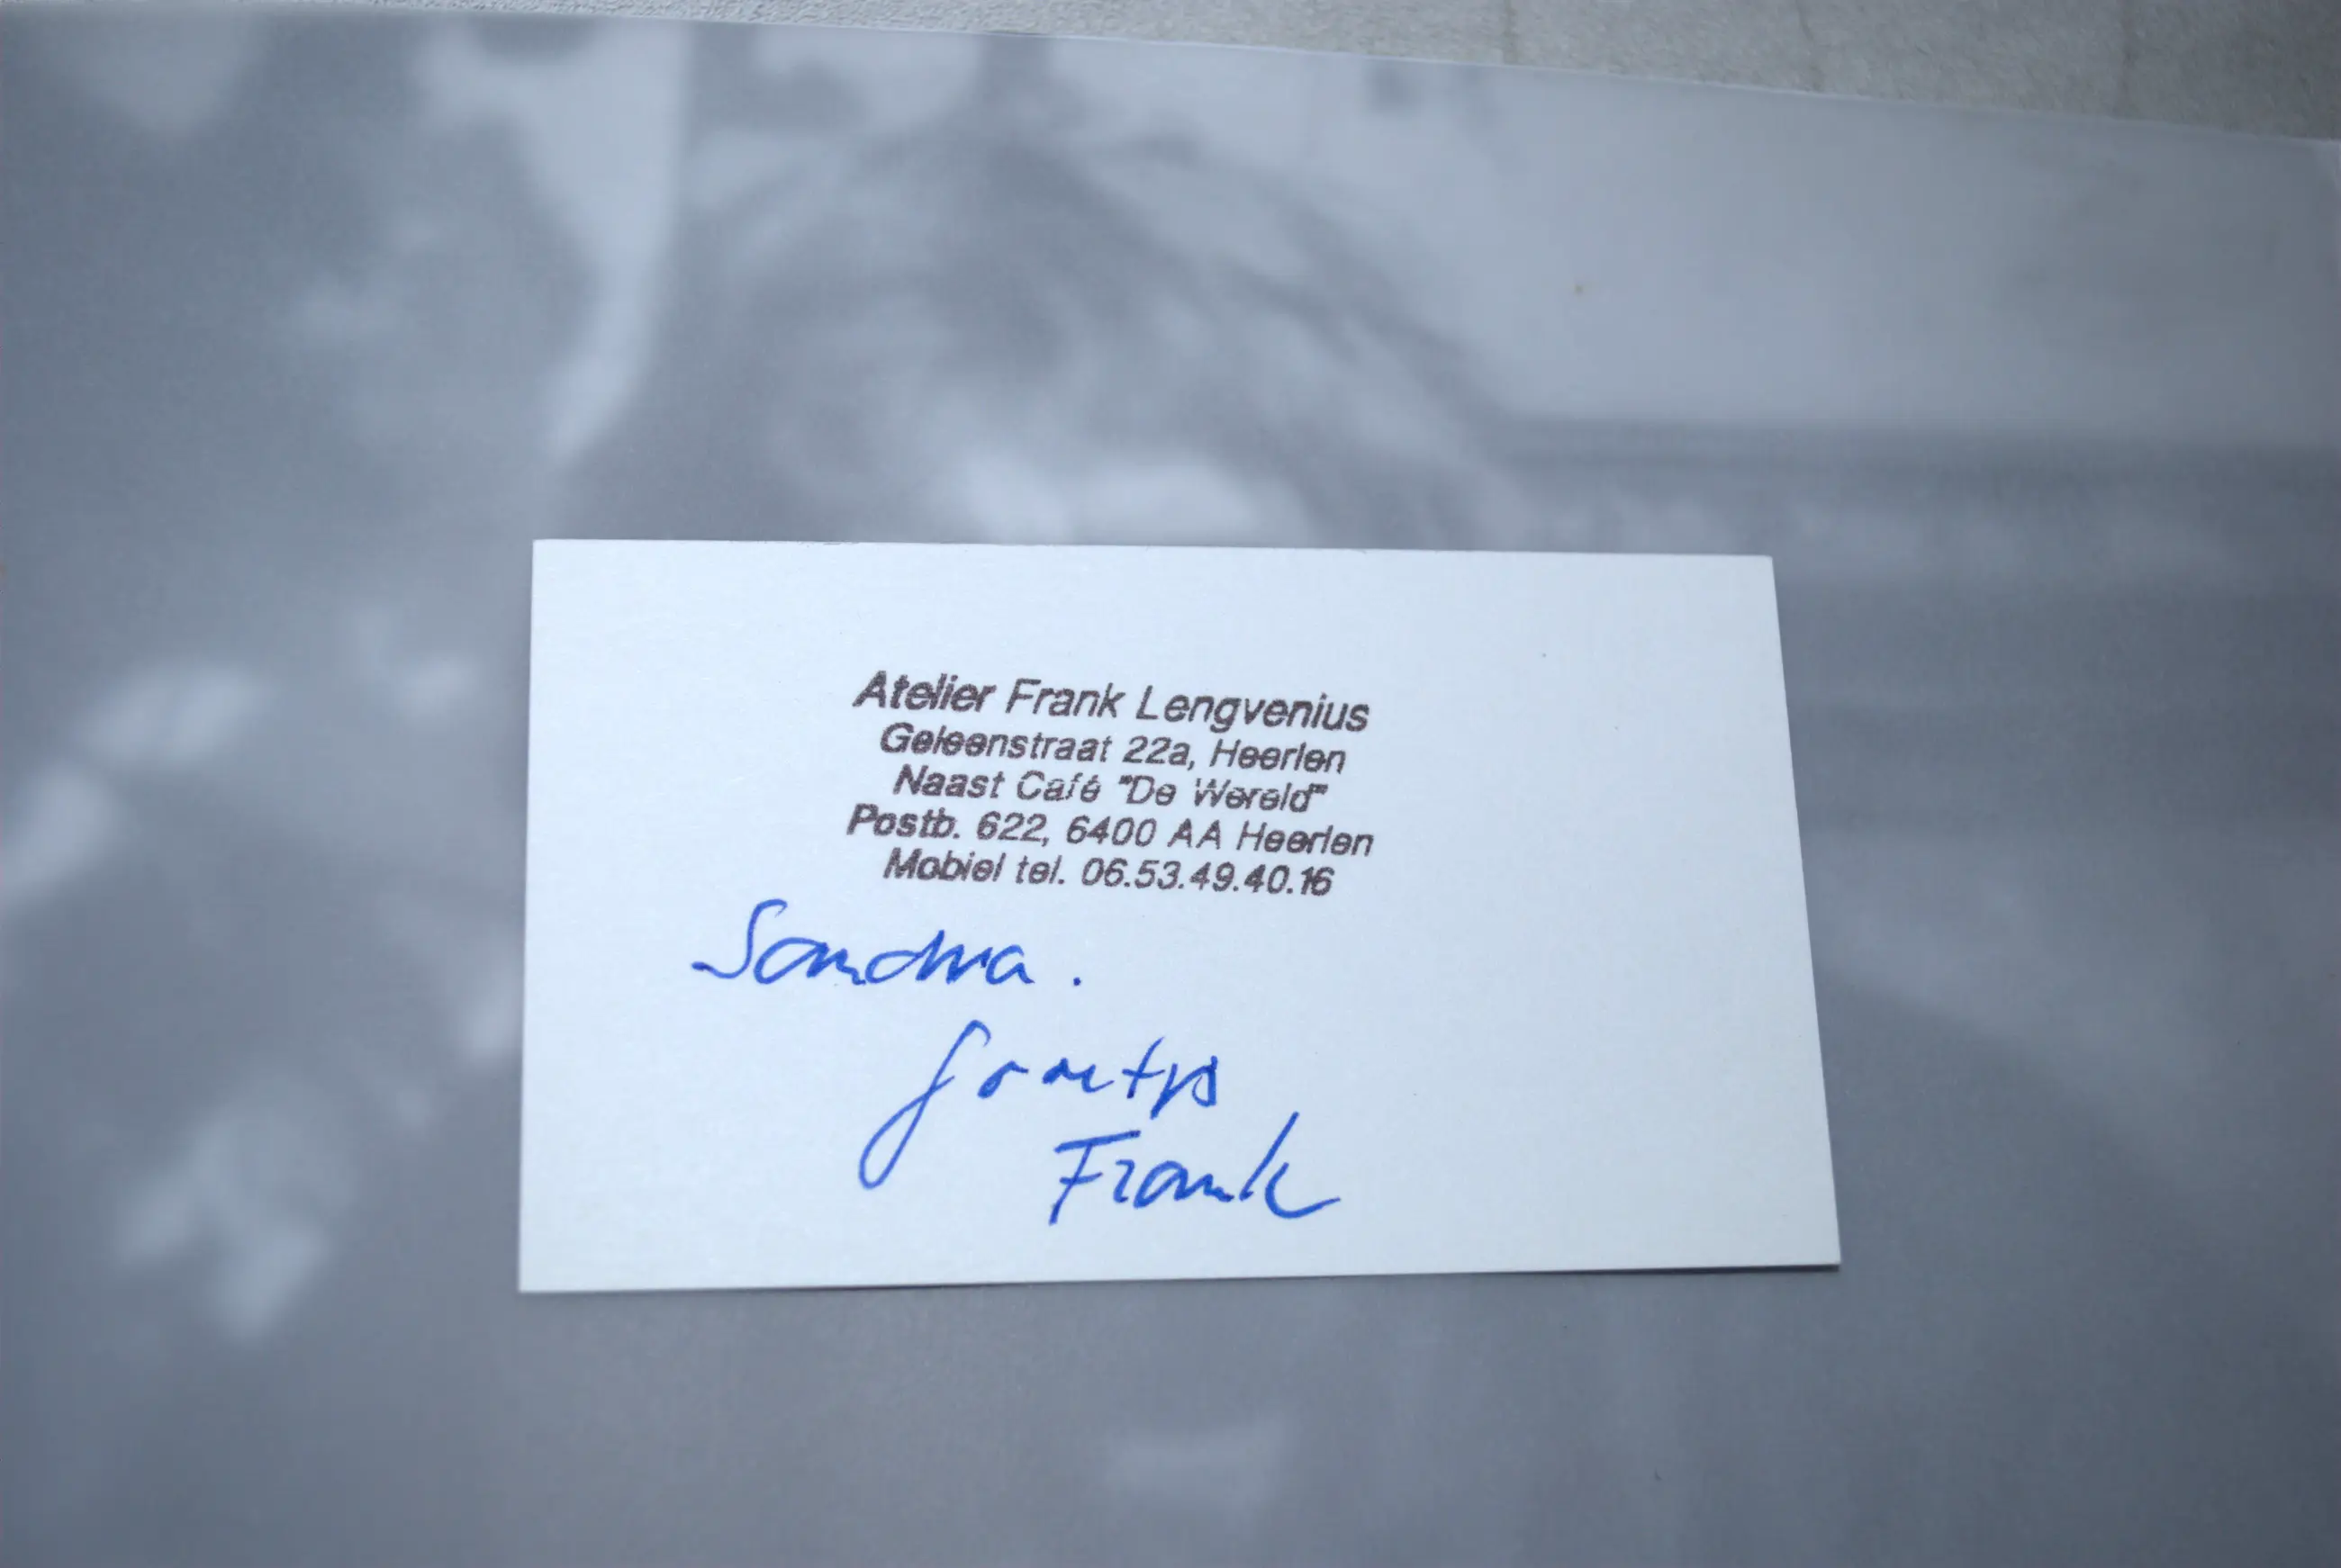 Atelier Frank Lengvenius
Geleenstraat 22a, Heerlen
Naast Café "De Wereld"
Postb. 622, 6400 AA Heerlen
Mobiel tel. 06.53.49.40.16
Sandra.
groetjs
Frank